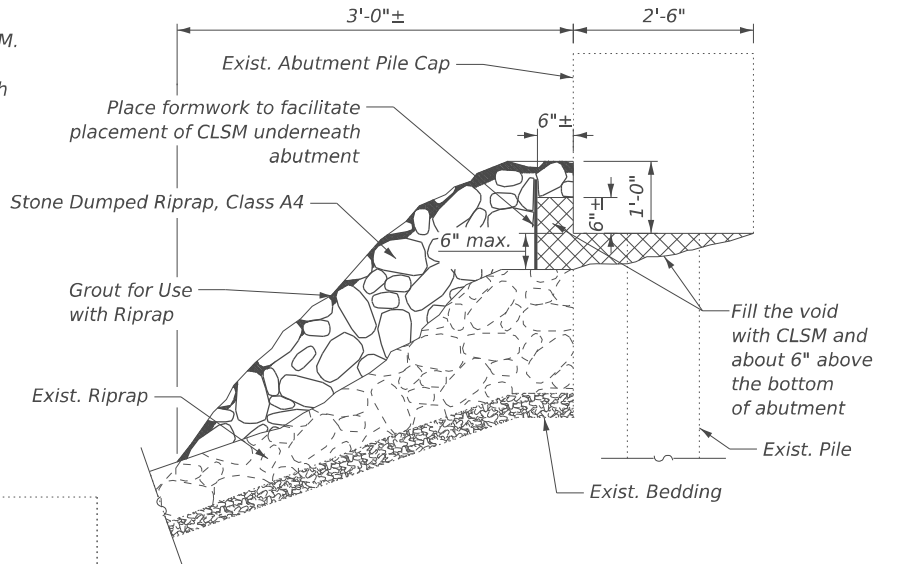 3'-0"±
2'-6"
M.
h
Exist. Abutment Pile Cap
Place formwork to facilitate
placement of CLSM underneath
abutment
6"±
Stone Dumped Riprap, Class A4
6"±
1'-0"
6" max.
Grout for Use
with Riprap
Fill the void
with CLSM and
about 6" above
the bottom
of abutment
Exist. Riprap
Exist. Pile
Exist. Bedding